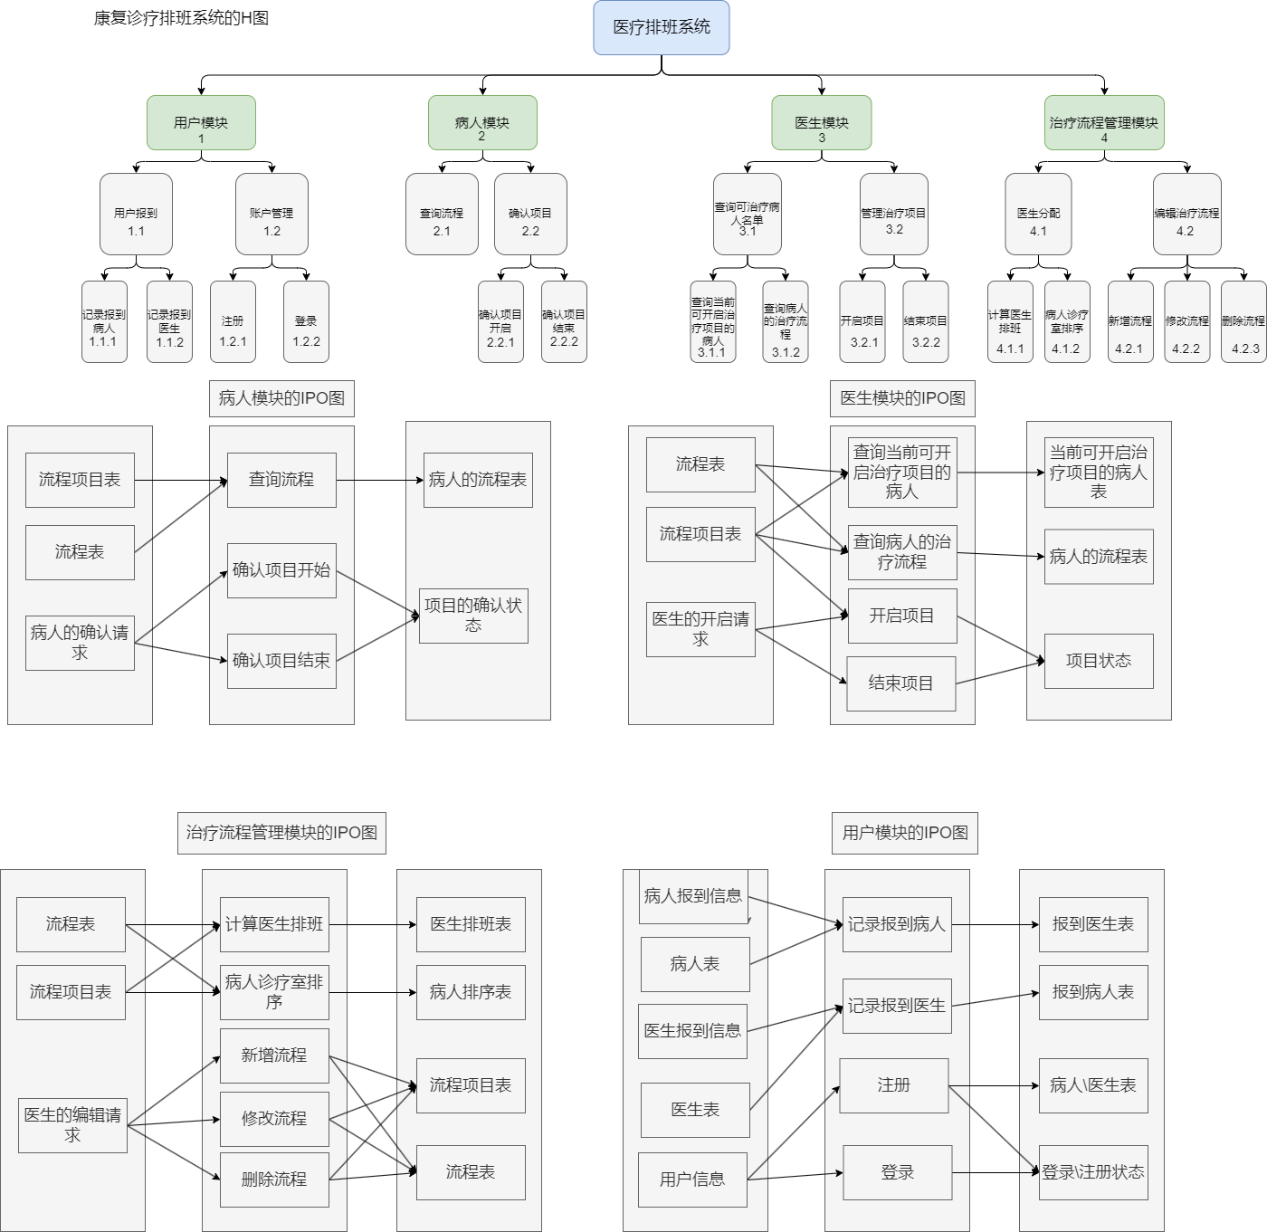 康复诊疗排班系统的H图
医疗排班系统
用户模块
1
病人模块
2
医生模块
3
治疗流程管理模块
4
用户报到
1.1
账户管理
1.2
查询流程
2.1
确认项目
2.2
查询可治疗病
人名单
3.1
管理治疗项目
3.2
医生分配
4.1
编辑治疗流程
4.2
记录报到
病人
1.1.1
记录报到
医生
1.1.2
注册
1.2.1
登录
1.2.2
确认项目
开启
2.2.1
确认项目
结束
2.2.2
查询当前
可开启治
疗项目的
病人
3.1.1
查询病人
的治疗流
程
3.1.2
开启项目
3.2.1
结束项目
3.2.2
计算医生
排班
4.1.1
病人诊疗
室排序
4.1.2
新增流程
4.2.1
修改流程
4.2.2
删除流程
4.2.3
病人模块的IPO图
流程项目表
流程表
病人的确认请
求
查询流程
确认项目开始
确认项目结束
病人的流程表
项目的确认状
态
医生模块的IPO图
流程表
流程项目表
医生的开启请
求
查询当前可开
启治疗项目的
病人
查询病人的治
疗流程
开启项目
结束项目
当前可开启治
疗项目的病人
表
病人的流程表
项目状态
治疗流程管理模块的IPO图
流程表
流程项目表
医生的编辑请
求
计算医生排班
病人诊疗室排
序
新增流程
修改流程
删除流程
医生排班表
病人排序表
流程项目表
流程表
用户模块的IPO图
病人报到信息
病人表
医生报到信息
医生表
用户信息
记录报到病人
记录报到医生
注册
登录
报到医生表
报到病人表
病人\医生表
登录\注册状态